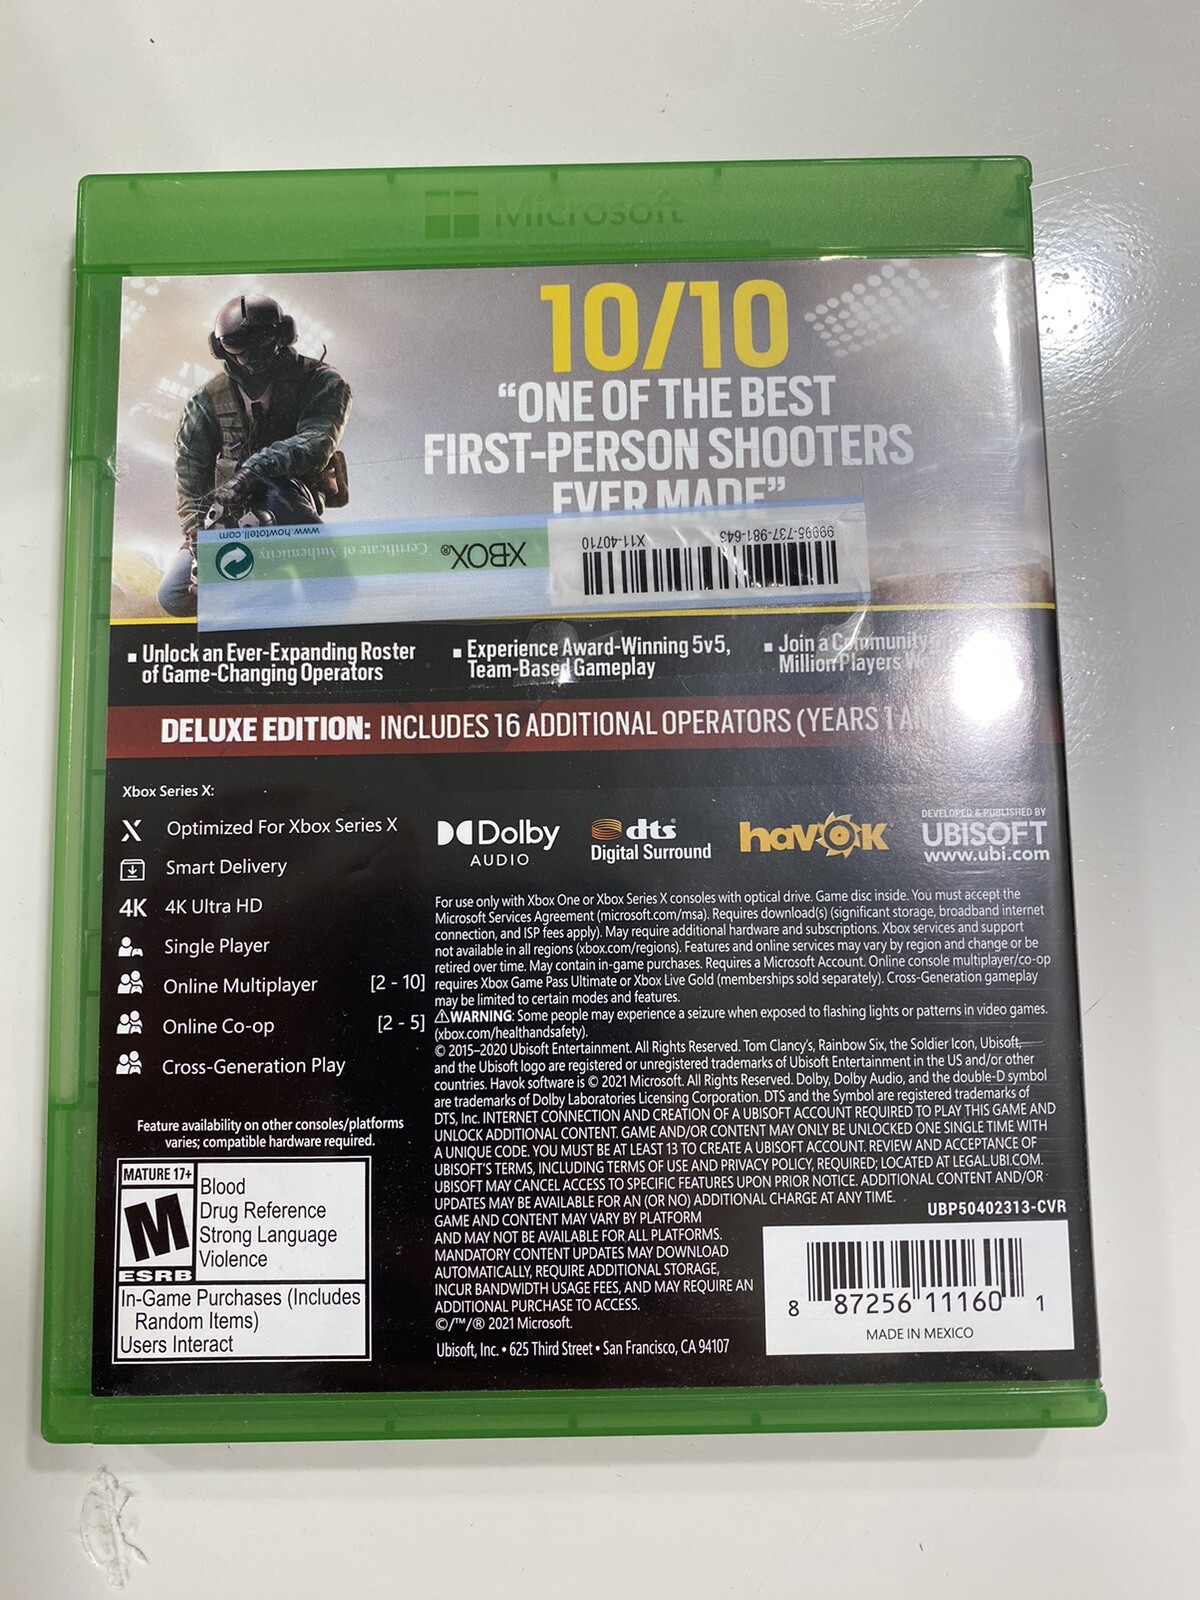 Microsoft
10/10
“ONE OF THE BEST
FIRST-PERSON SHOOTERS
EVER MADE”
99995-737-981-643
X11-40710
XBOX®
Certificate of Authenticity
www.howtotell.com
▪ Unlock an Ever-Expanding Roster
of Game-Changing Operators
▪ Experience Award-Winning 5v5,
Team-Based Gameplay
▪ Join a Community
Million Players
DELUXE EDITION: INCLUDES 16 ADDITIONAL OPERATORS (YEARS 1
Xbox Series X:
X Optimized For Xbox Series X
Smart Delivery
4K 4K Ultra HD
Single Player
Online Multiplayer [2 - 10]
Online Co-op [2 - 5]
Cross-Generation Play
Feature availability on other consoles/platforms
varies; compatible hardware required.
MATURE 17+
M
ESRB
Blood
Drug Reference
Strong Language
Violence
In-Game Purchases (Includes
Random Items)
Users Interact
Dolby
AUDIO
dts
Digital Surround
havok
DEVELOPED & PUBLISHED BY
UBISOFT
www.ubi.com
For use only with Xbox One or Xbox Series X consoles with optical drive. Game disc inside. You must accept the
Microsoft Services Agreement (microsoft.com/msa). Requires download(s) (significant storage, broadband internet
connection, and ISP fees apply). May require additional hardware and subscriptions. Xbox services and support
not available in all regions (xbox.com/regions). Features and online services may vary by region and change or be
retired over time. May contain in-game purchases. Requires a Microsoft Account. Online console multiplayer/co-op
requires Xbox Game Pass Ultimate or Xbox Live Gold (memberships sold separately). Cross-Generation gameplay
may be limited to certain modes and features.
⚠WARNING: Some people may experience a seizure when exposed to flashing lights or patterns in video games.
(xbox.com/healthandsafety).
© 2015–2020 Ubisoft Entertainment. All Rights Reserved. Tom Clancy’s, Rainbow Six, the Soldier Icon, Ubisoft,
and the Ubisoft logo are registered or unregistered trademarks of Ubisoft Entertainment in the US and/or other
countries. Havok software is © 2021 Microsoft. All Rights Reserved. Dolby, Dolby Audio, and the double-D symbol
are trademarks of Dolby Laboratories Licensing Corporation. DTS and the Symbol are registered trademarks of
DTS, Inc. INTERNET CONNECTION AND CREATION OF A UBISOFT ACCOUNT REQUIRED TO PLAY THIS GAME AND
UNLOCK ADDITIONAL CONTENT. GAME AND/OR CONTENT MAY ONLY BE UNLOCKED ONE SINGLE TIME WITH
A UNIQUE CODE. YOU MUST BE AT LEAST 13 TO CREATE A UBISOFT ACCOUNT. REVIEW AND ACCEPTANCE OF
UBISOFT’S TERMS, INCLUDING TERMS OF USE AND PRIVACY POLICY, REQUIRED; LOCATED AT LEGAL.UBI.COM.
UBISOFT MAY CANCEL ACCESS TO SPECIFIC FEATURES UPON PRIOR NOTICE. ADDITIONAL CONTENT AND/OR
UPDATES MAY BE AVAILABLE FOR AN (OR NO) ADDITIONAL CHARGE AT ANY TIME.
GAME AND CONTENT MAY VARY BY PLATFORM
AND MAY NOT BE AVAILABLE FOR ALL PLATFORMS.
MANDATORY CONTENT UPDATES MAY DOWNLOAD
AUTOMATICALLY, REQUIRE ADDITIONAL STORAGE,
INCUR BANDWIDTH USAGE FEES, AND MAY REQUIRE AN
ADDITIONAL PURCHASE TO ACCESS.
©/™/® 2021 Microsoft.
Ubisoft, Inc. • 625 Third Street • San Francisco, CA 94107
UBP50402313-CVR
8 87256 11160 1
MADE IN MEXICO